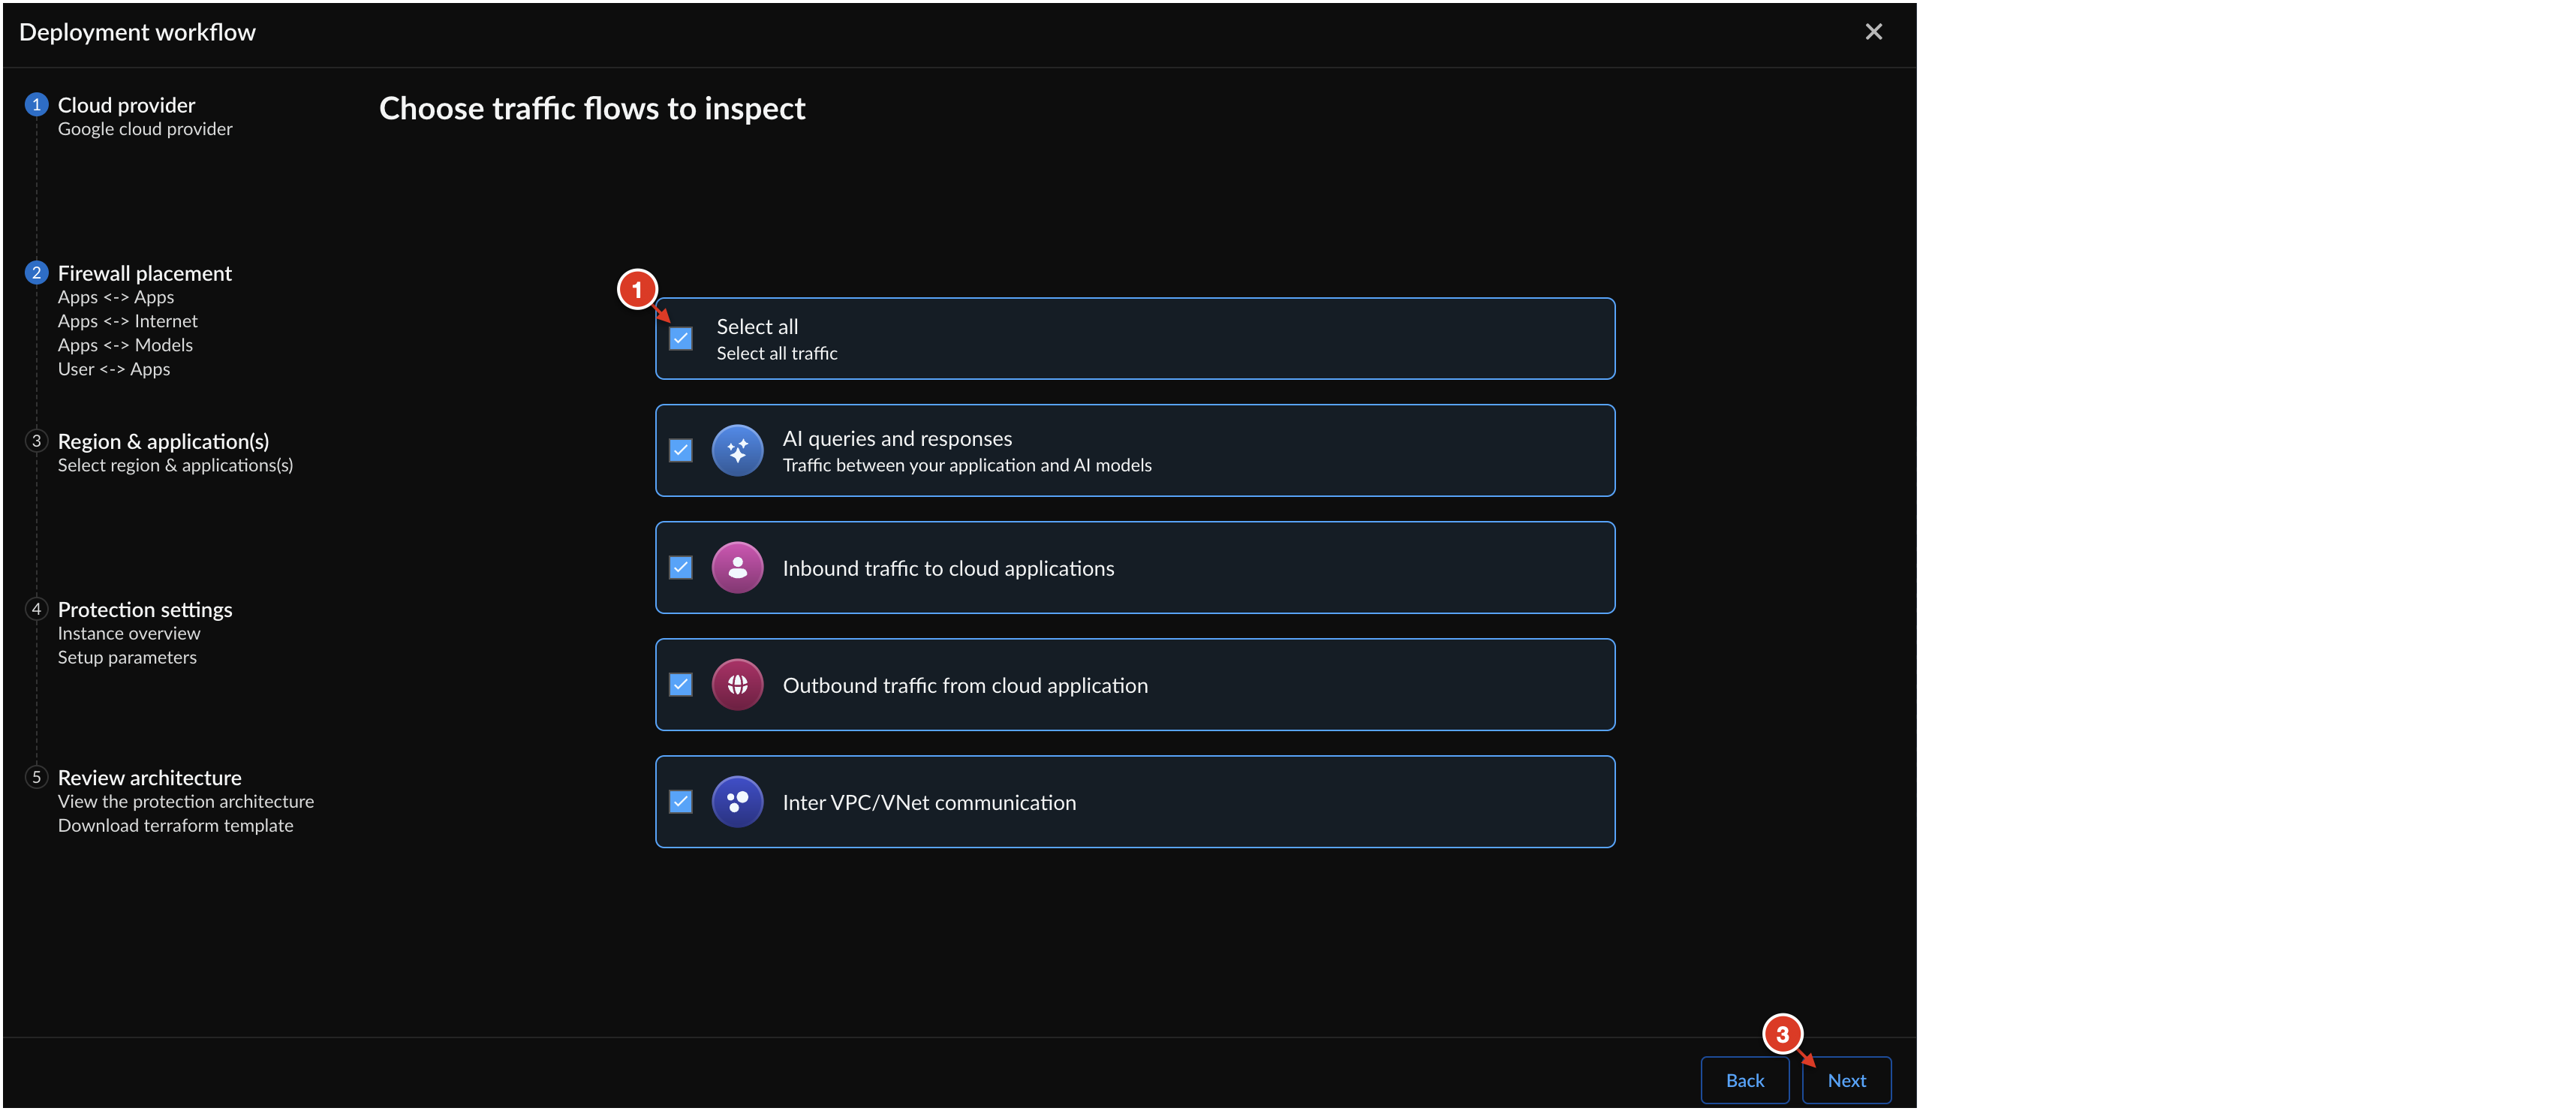 Deployment workflow
1
Cloud provider
Google cloud provider
2
Firewall placement
Apps <-> Apps
Apps <-> Internet
Apps <-> Models
User <-> Apps
3
Region & application(s)
Select region & applications(s)
4
Protection settings
Instance overview
Setup parameters
5
Review architecture
View the protection architecture
Download terraform template
Choose traffic flows to inspect
1
Select all
Select all traffic
AI queries and responses
Traffic between your application and AI models
Inbound traffic to cloud applications
Outbound traffic from cloud application
Inter VPC/VNet communication
3
Back
Next